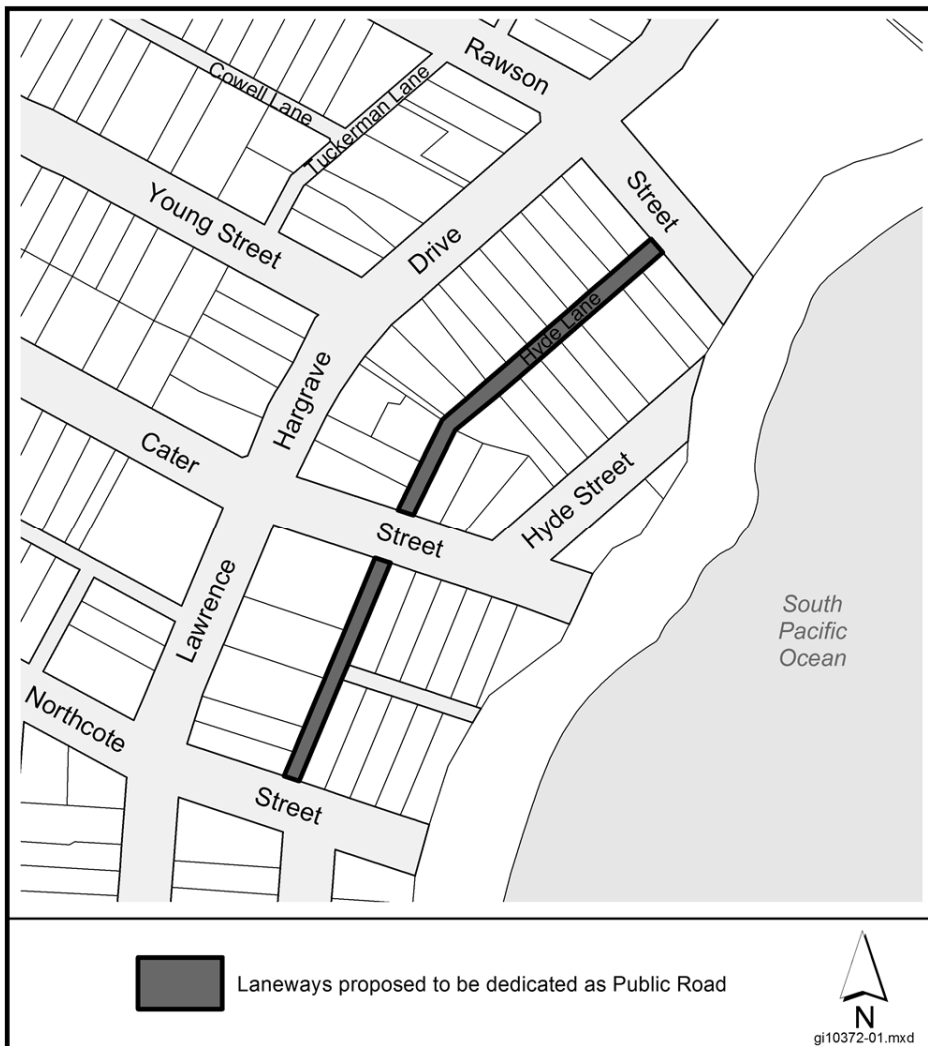 Rawson
Cowell Lane
Tuckerman Lane
Street
Young Street
Drive
Hyde Lane
Hargrave
Cater
Hyde Street
Street
Lawrence
South
Pacific
Ocean
Northcote
Street
Laneways proposed to be dedicated as Public Road
N
gi10372-01.mxd